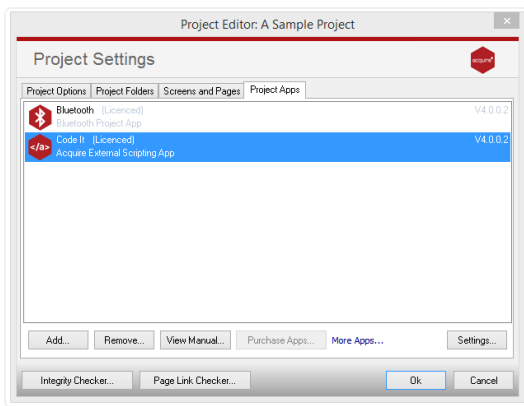 Project Editor: A Sample Project
Project Settings
acquire
Project Options Project Folders Screens and Pages Project Apps
Bluetooth (Licenced) V4.0.0.2
Bluetooth Project App
</a> Code It (Licenced) V4.0.0.2
Acquire External Scripting App
Add... Remove... View Manual... Purchase Apps... More Apps... Settings...
Integrity Checker... Page Link Checker... Ok Cancel